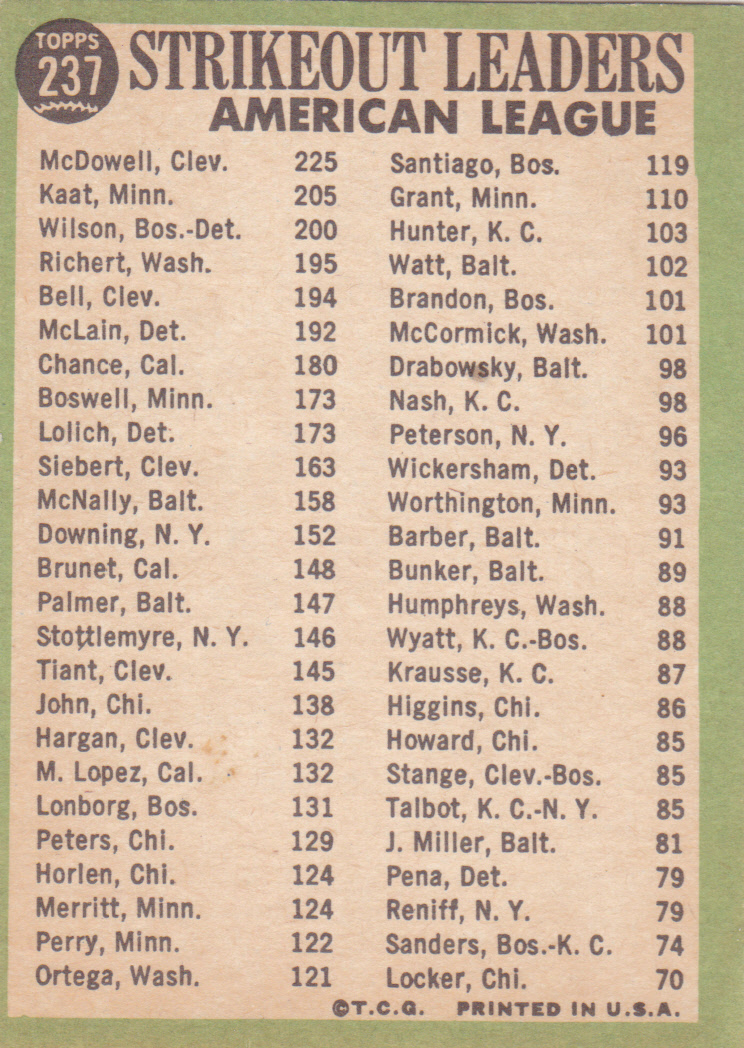 TOPPS
237
STRIKEOUT LEADERS
AMERICAN LEAGUE
McDowell, Clev. 225
Kaat, Minn. 205
Wilson, Bos.-Det. 200
Richert, Wash. 195
Bell, Clev. 194
McLain, Det. 192
Chance, Cal. 180
Boswell, Minn. 173
Lolich, Det. 173
Siebert, Clev. 163
McNally, Balt. 158
Downing, N. Y. 152
Brunet, Cal. 148
Palmer, Balt. 147
Stottlemyre, N. Y. 146
Tiant, Clev. 145
John, Chi. 138
Hargan, Clev. 132
M. Lopez, Cal. 132
Lonborg, Bos. 131
Peters, Chi. 129
Horlen, Chi. 124
Merritt, Minn. 124
Perry, Minn. 122
Ortega, Wash. 121
Santiago, Bos. 119
Grant, Minn. 110
Hunter, K. C. 103
Watt, Balt. 102
Brandon, Bos. 101
McCormick, Wash. 101
Drabowsky, Balt. 98
Nash, K. C. 98
Peterson, N. Y. 96
Wickersham, Det. 93
Worthington, Minn. 93
Barber, Balt. 91
Bunker, Balt. 89
Humphreys, Wash. 88
Wyatt, K. C.-Bos. 88
Krausse, K. C. 87
Higgins, Chi. 86
Howard, Chi. 85
Stange, Clev.-Bos. 85
Talbot, K. C.-N. Y. 85
J. Miller, Balt. 81
Pena, Det. 79
Reniff, N. Y. 79
Sanders, Bos.-K. C. 74
Locker, Chi. 70
©T.C.G. PRINTED IN U.S.A.